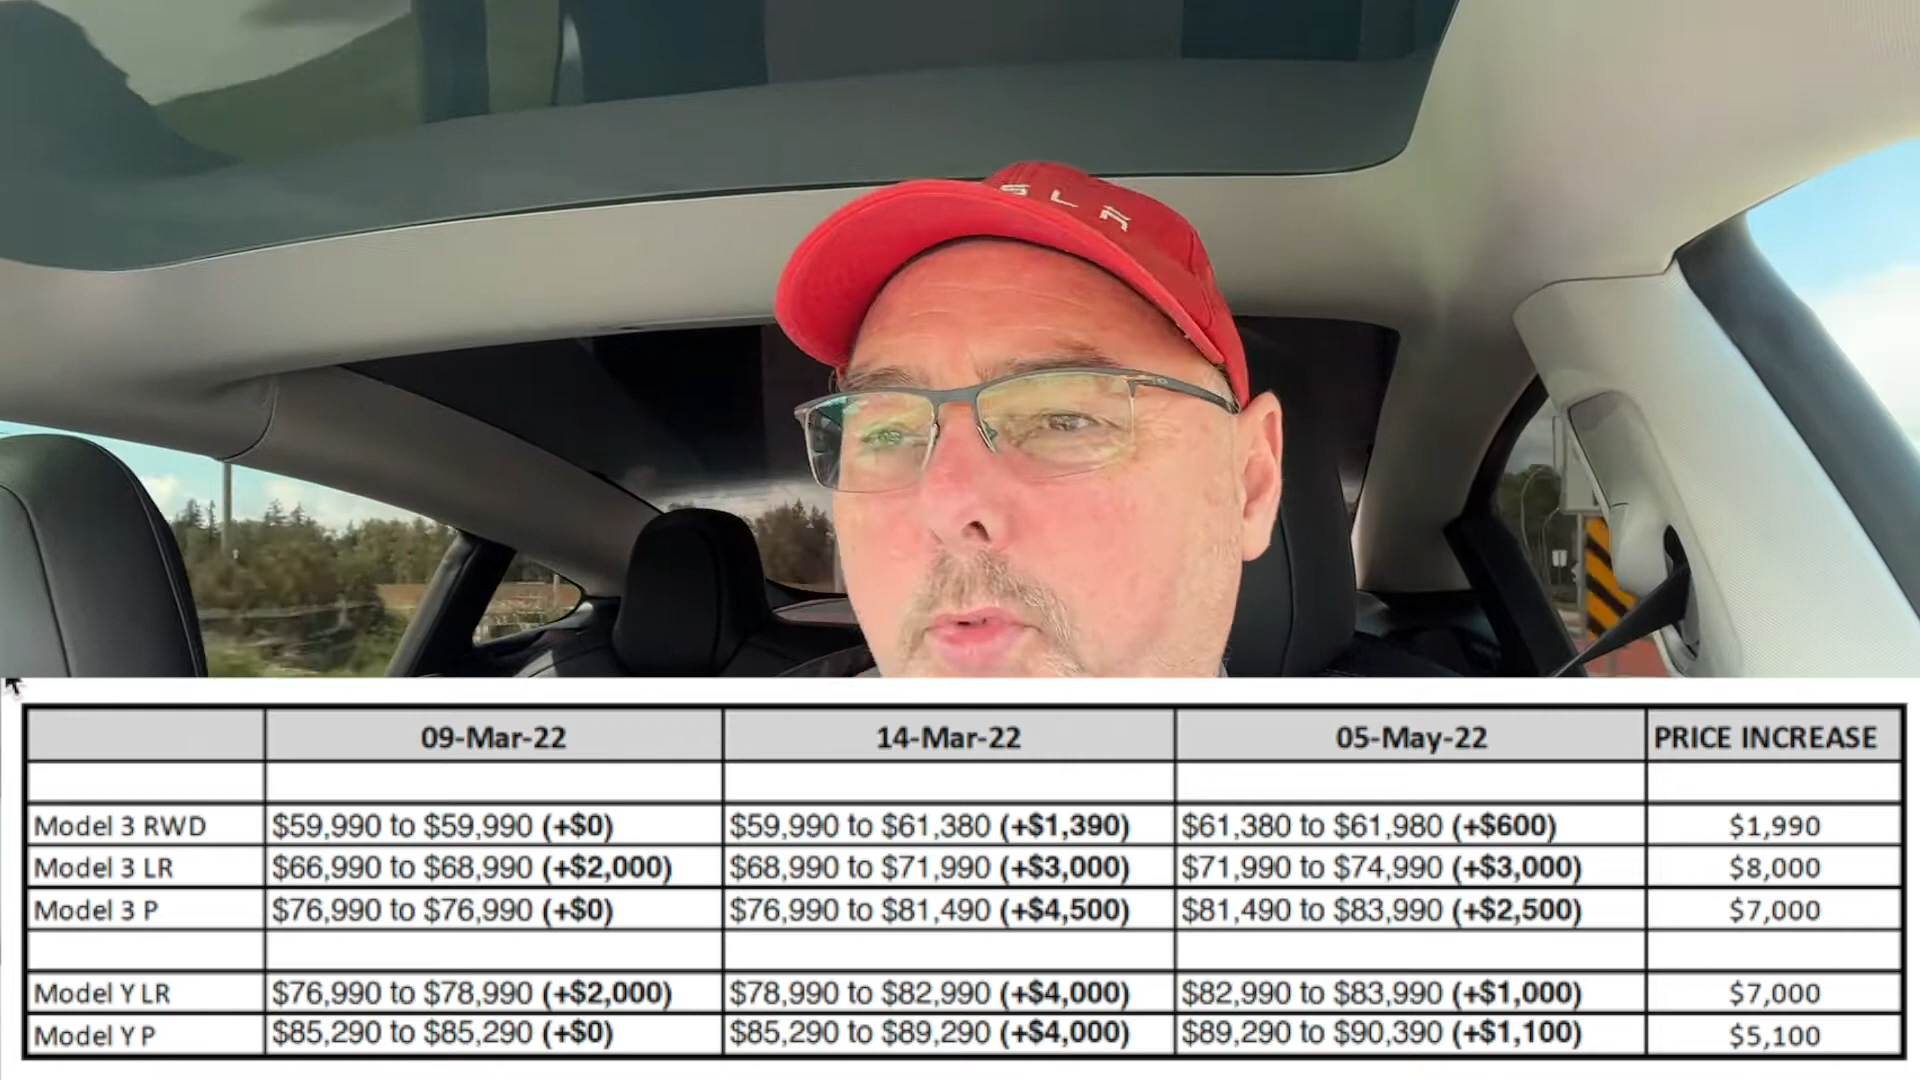 SLA
09-Mar-22 14-Mar-22 05-May-22 PRICE INCREASE
Model 3 RWD $59,990 to $59,990 (+$0) $59,990 to $61,380 (+$1,390) $61,380 to $61,980 (+$600) $1,990
Model 3 LR $66,990 to $68,990 (+$2,000) $68,990 to $71,990 (+$3,000) $71,990 to $74,990 (+$3,000) $8,000
Model 3 P $76,990 to $76,990 (+$0) $76,990 to $81,490 (+$4,500) $81,490 to $83,990 (+$2,500) $7,000
Model Y LR $76,990 to $78,990 (+$2,000) $78,990 to $82,990 (+$4,000) $82,990 to $83,990 (+$1,000) $7,000
Model Y P $85,290 to $85,290 (+$0) $85,290 to $89,290 (+$4,000) $89,290 to $90,390 (+$1,100) $5,100